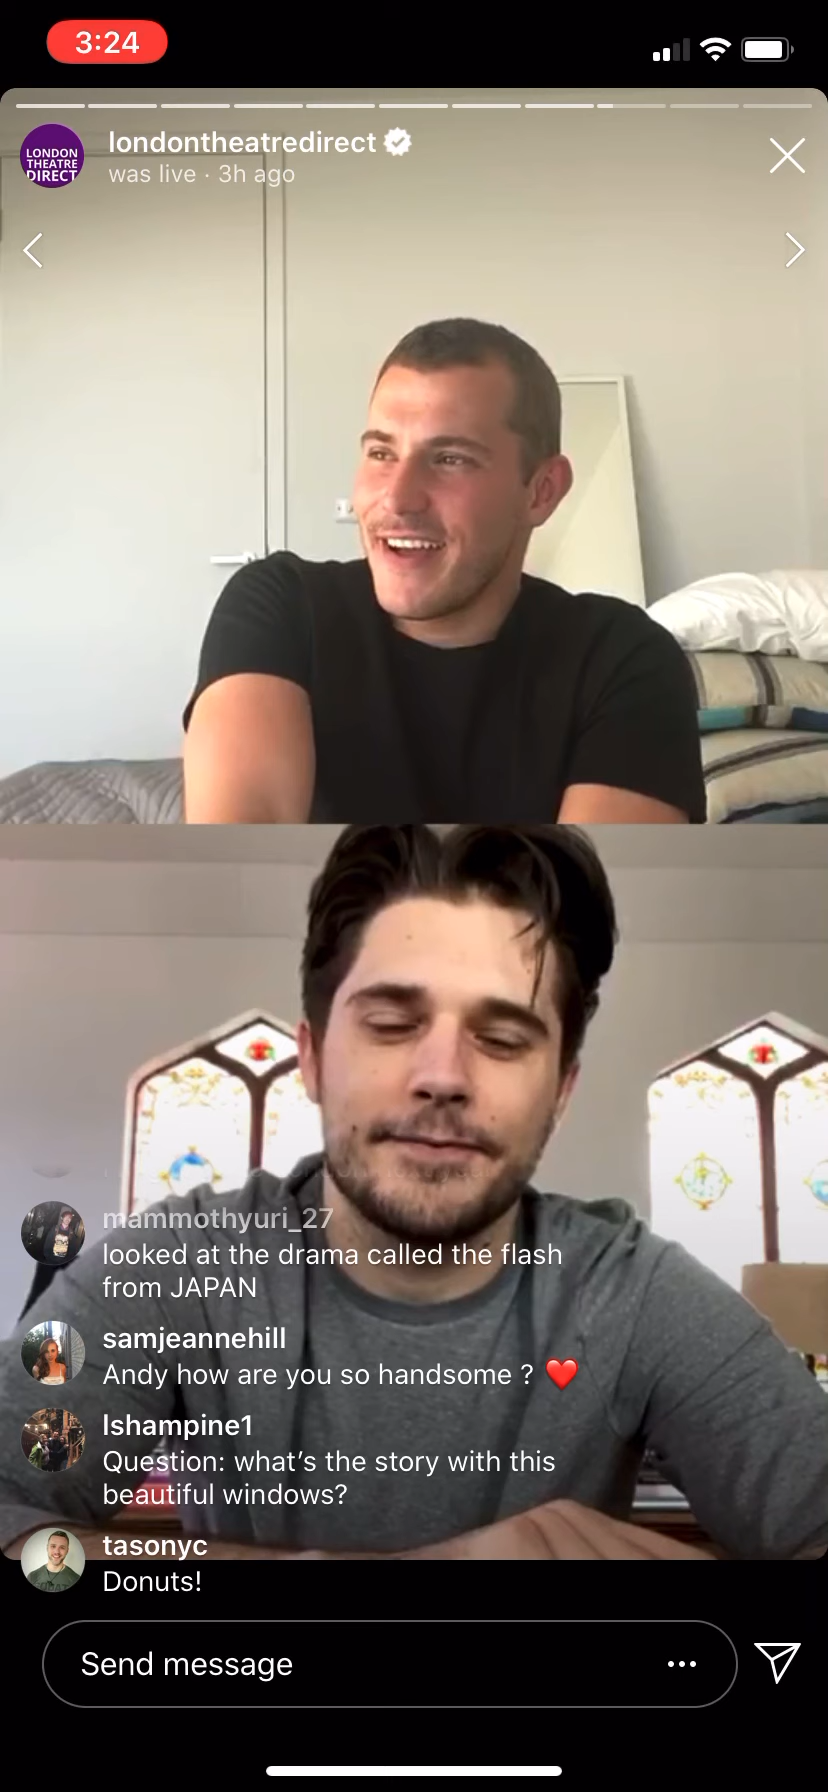 3:24
LONDON
THEATRE
DIRECT
londontheatredirect
was live · 3h ago
mammothyuri_27
looked at the drama called the flash
from JAPAN
samjeannehill
Andy how are you so handsome ? ❤️
lshampine1
Question: what's the story with this
beautiful windows?
tasonyc
Donuts!
Send message